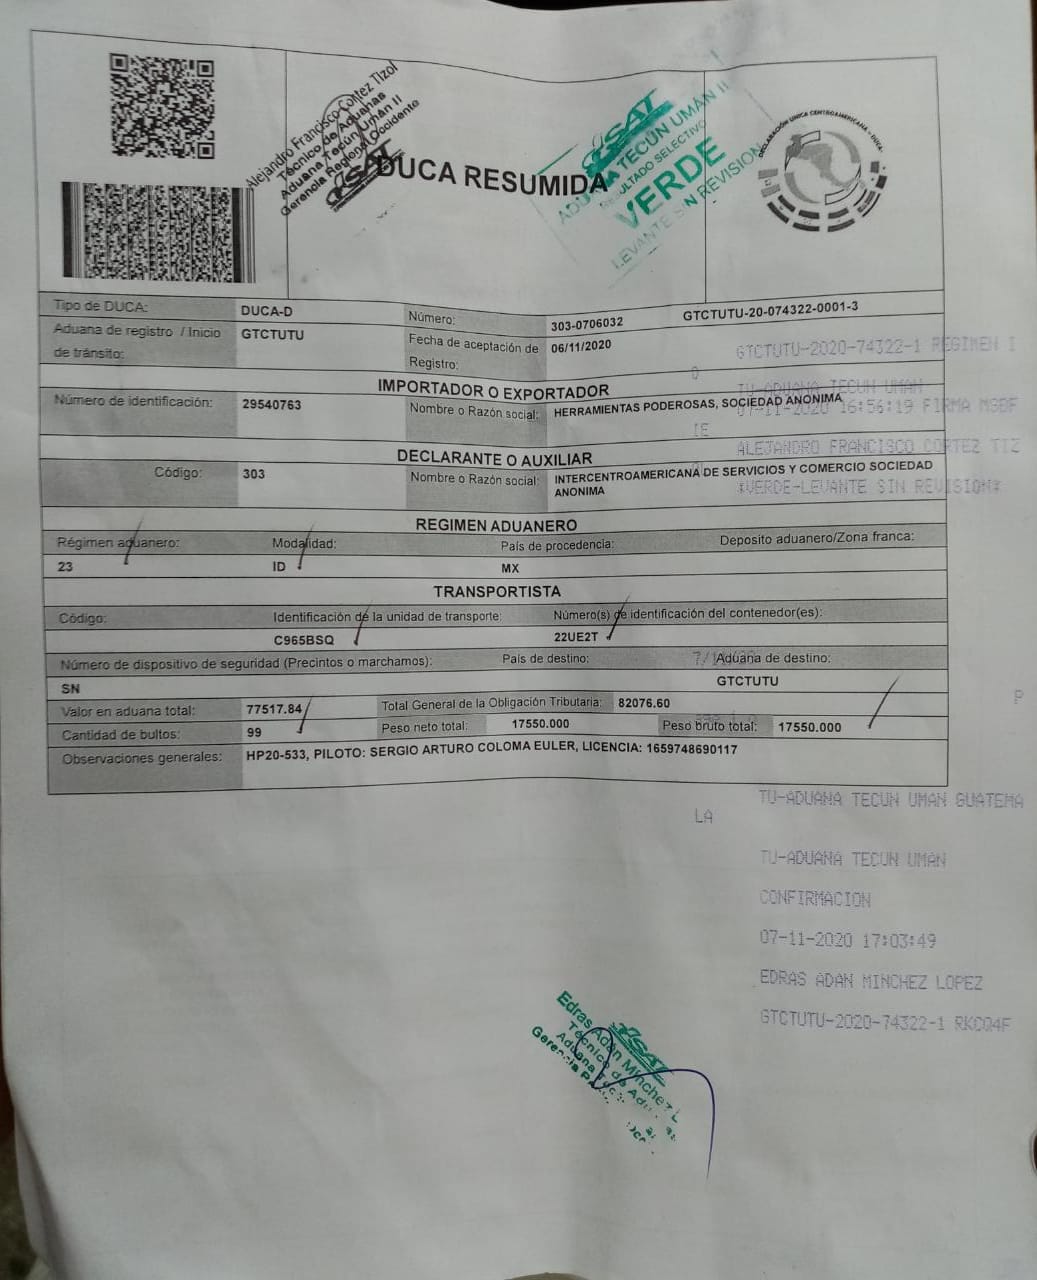 Alejandro Francisco Cortez Tizol
Técnico de Aduanas
Aduana Tecún Umán II
Gerencia Regional Occidente
SAT
DUCA RESUMIDA
SAT
ADUANA TECÚN UMÁN II
RESULTADO SELECTIVO
VERDE
LEVANTE SIN REVISION
DECLARACIÓN UNICA CENTROAMERICANA - DUCA-
Tipo de DUCA: DUCA-D Número: 303-0706032 GTCTUTU-20-074322-0001-3
Aduana de registro / Inicio de tránsito: GTCTUTU Fecha de aceptación de Registro: 06/11/2020
GTCTUTU-2020-74322-1 REGIMEN I
D
IMPORTADOR O EXPORTADOR
TU-ADUANA TECUN UMAN
Número de identificación: 29540763 Nombre o Razón social: HERRAMIENTAS PODEROSAS, SOCIEDAD ANONIMA
07-11-2020 16:56:19 FIRMA MGDF
IE
ALEJANDRO FRANCISCO CORTEZ TIZ
DECLARANTE O AUXILIAR
Código: 303 Nombre o Razón social: INTERCENTROAMERICANA DE SERVICIOS Y COMERCIO SOCIEDAD
ANONIMA
*VERDE-LEVANTE SIN REVISION*
REGIMEN ADUANERO
Régimen aduanero: Modalidad: País de procedencia: Deposito aduanero/Zona franca:
23 ID MX
TRANSPORTISTA
Código: Identificación de la unidad de transporte: Número(s) de identificación del contenedor(es):
C965BSQ 22UE2T
Número de dispositivo de seguridad (Precintos o marchamos): País de destino: Aduana de destino:
SN GTCTUTU
Valor en aduana total: 77517.84 Total General de la Obligación Tributaria: 82076.60
Cantidad de bultos: 99 Peso neto total: 17550.000 Peso bruto total: 17550.000
P
Observaciones generales: HP20-533, PILOTO: SERGIO ARTURO COLOMA EULER, LICENCIA: 1659748690117
TU-ADUANA TECUN UMAN GUATEMA
LA
TU-ADUANA TECUN UMAN
CONFIRMACION
07-11-2020 17:03:49
EDRAS ADAN MINCHEZ LOPEZ
GTCTUTU-2020-74322-1 RKCQ4F
SAT
Edras Adán Minchez L
Técnico de
Aduana
Gerencia